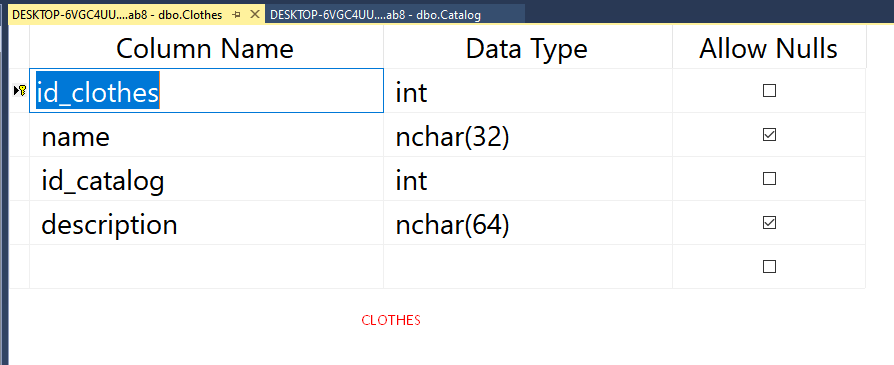 DESKTOP-6VGC4UU....ab8 - dbo.Clothes DESKTOP-6VGC4UU....ab8 - dbo.Catalog
Column Name Data Type Allow Nulls
id_clothes int
name nchar(32)
id_catalog int
description nchar(64)
CLOTHES